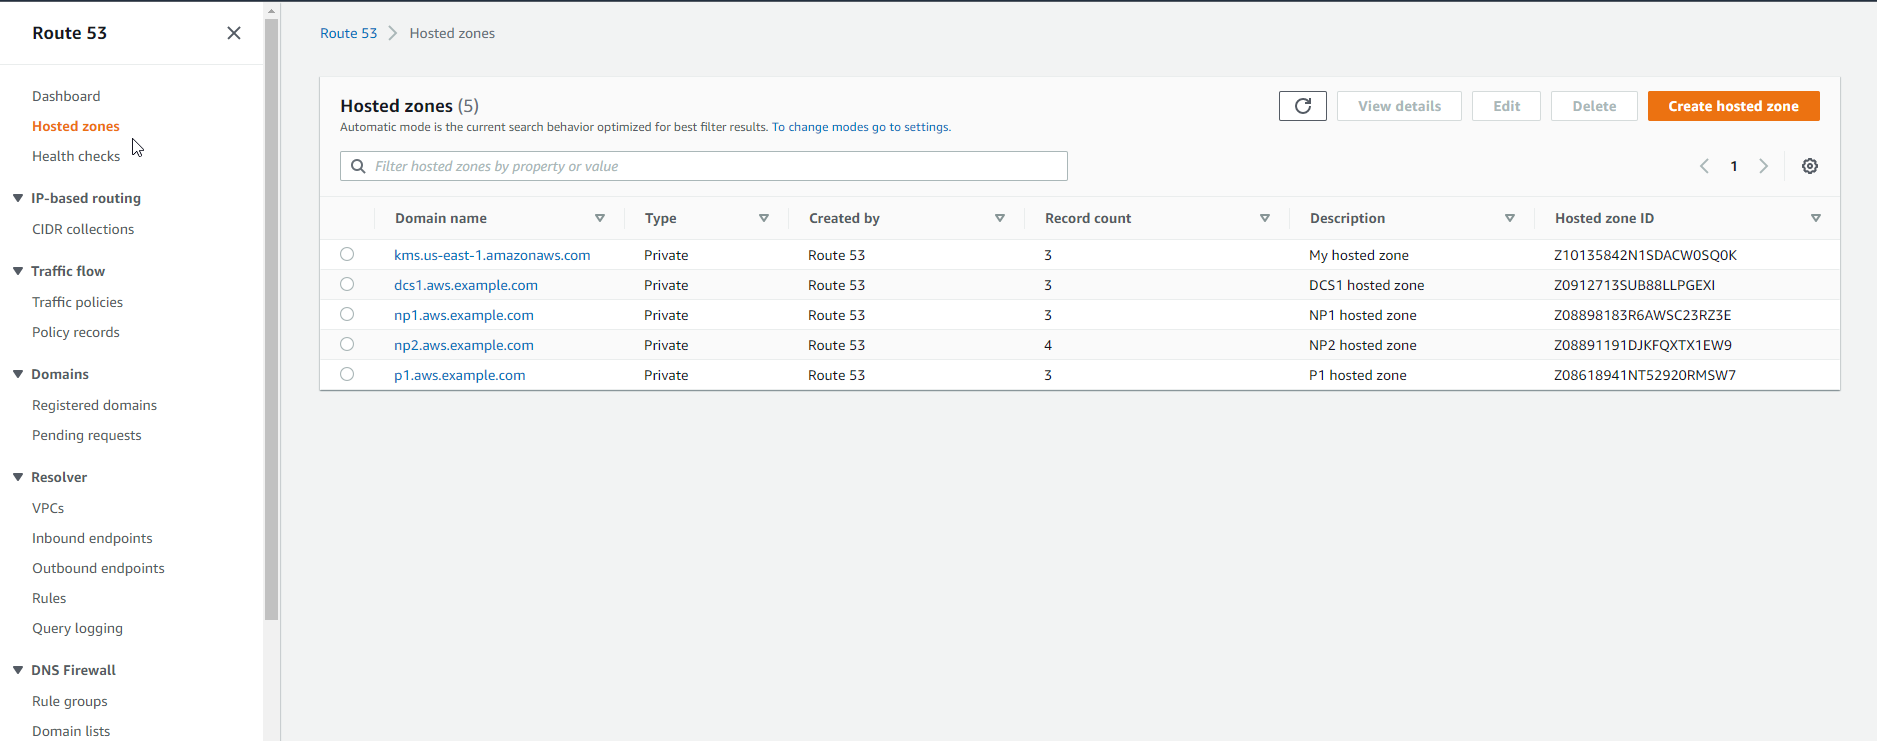 Route 53
Dashboard
Hosted zones
Health checks
IP-based routing
CIDR collections
Traffic flow
Traffic policies
Policy records
Domains
Registered domains
Pending requests
Resolver
VPCs
Inbound endpoints
Outbound endpoints
Rules
Query logging
DNS Firewall
Rule groups
Domain lists
Route 53 Hosted zones
Hosted zones (5)
Automatic mode is the current search behavior optimized for best filter results. To change modes go to settings.
View details Edit Delete Create hosted zone
Filter hosted zones by property or value
1
Domain name Type Created by Record count Description Hosted zone ID
kms.us-east-1.amazonaws.com Private Route 53 3 My hosted zone Z10135842N1SDACW0SQ0K
dcs1.aws.example.com Private Route 53 3 DCS1 hosted zone Z0912713SUB88LLPGEXI
np1.aws.example.com Private Route 53 3 NP1 hosted zone Z08898183R6AWSC23RZ3E
np2.aws.example.com Private Route 53 4 NP2 hosted zone Z08891191DJKFQXTX1EW9
p1.aws.example.com Private Route 53 3 P1 hosted zone Z08618941NT52920RMSW7